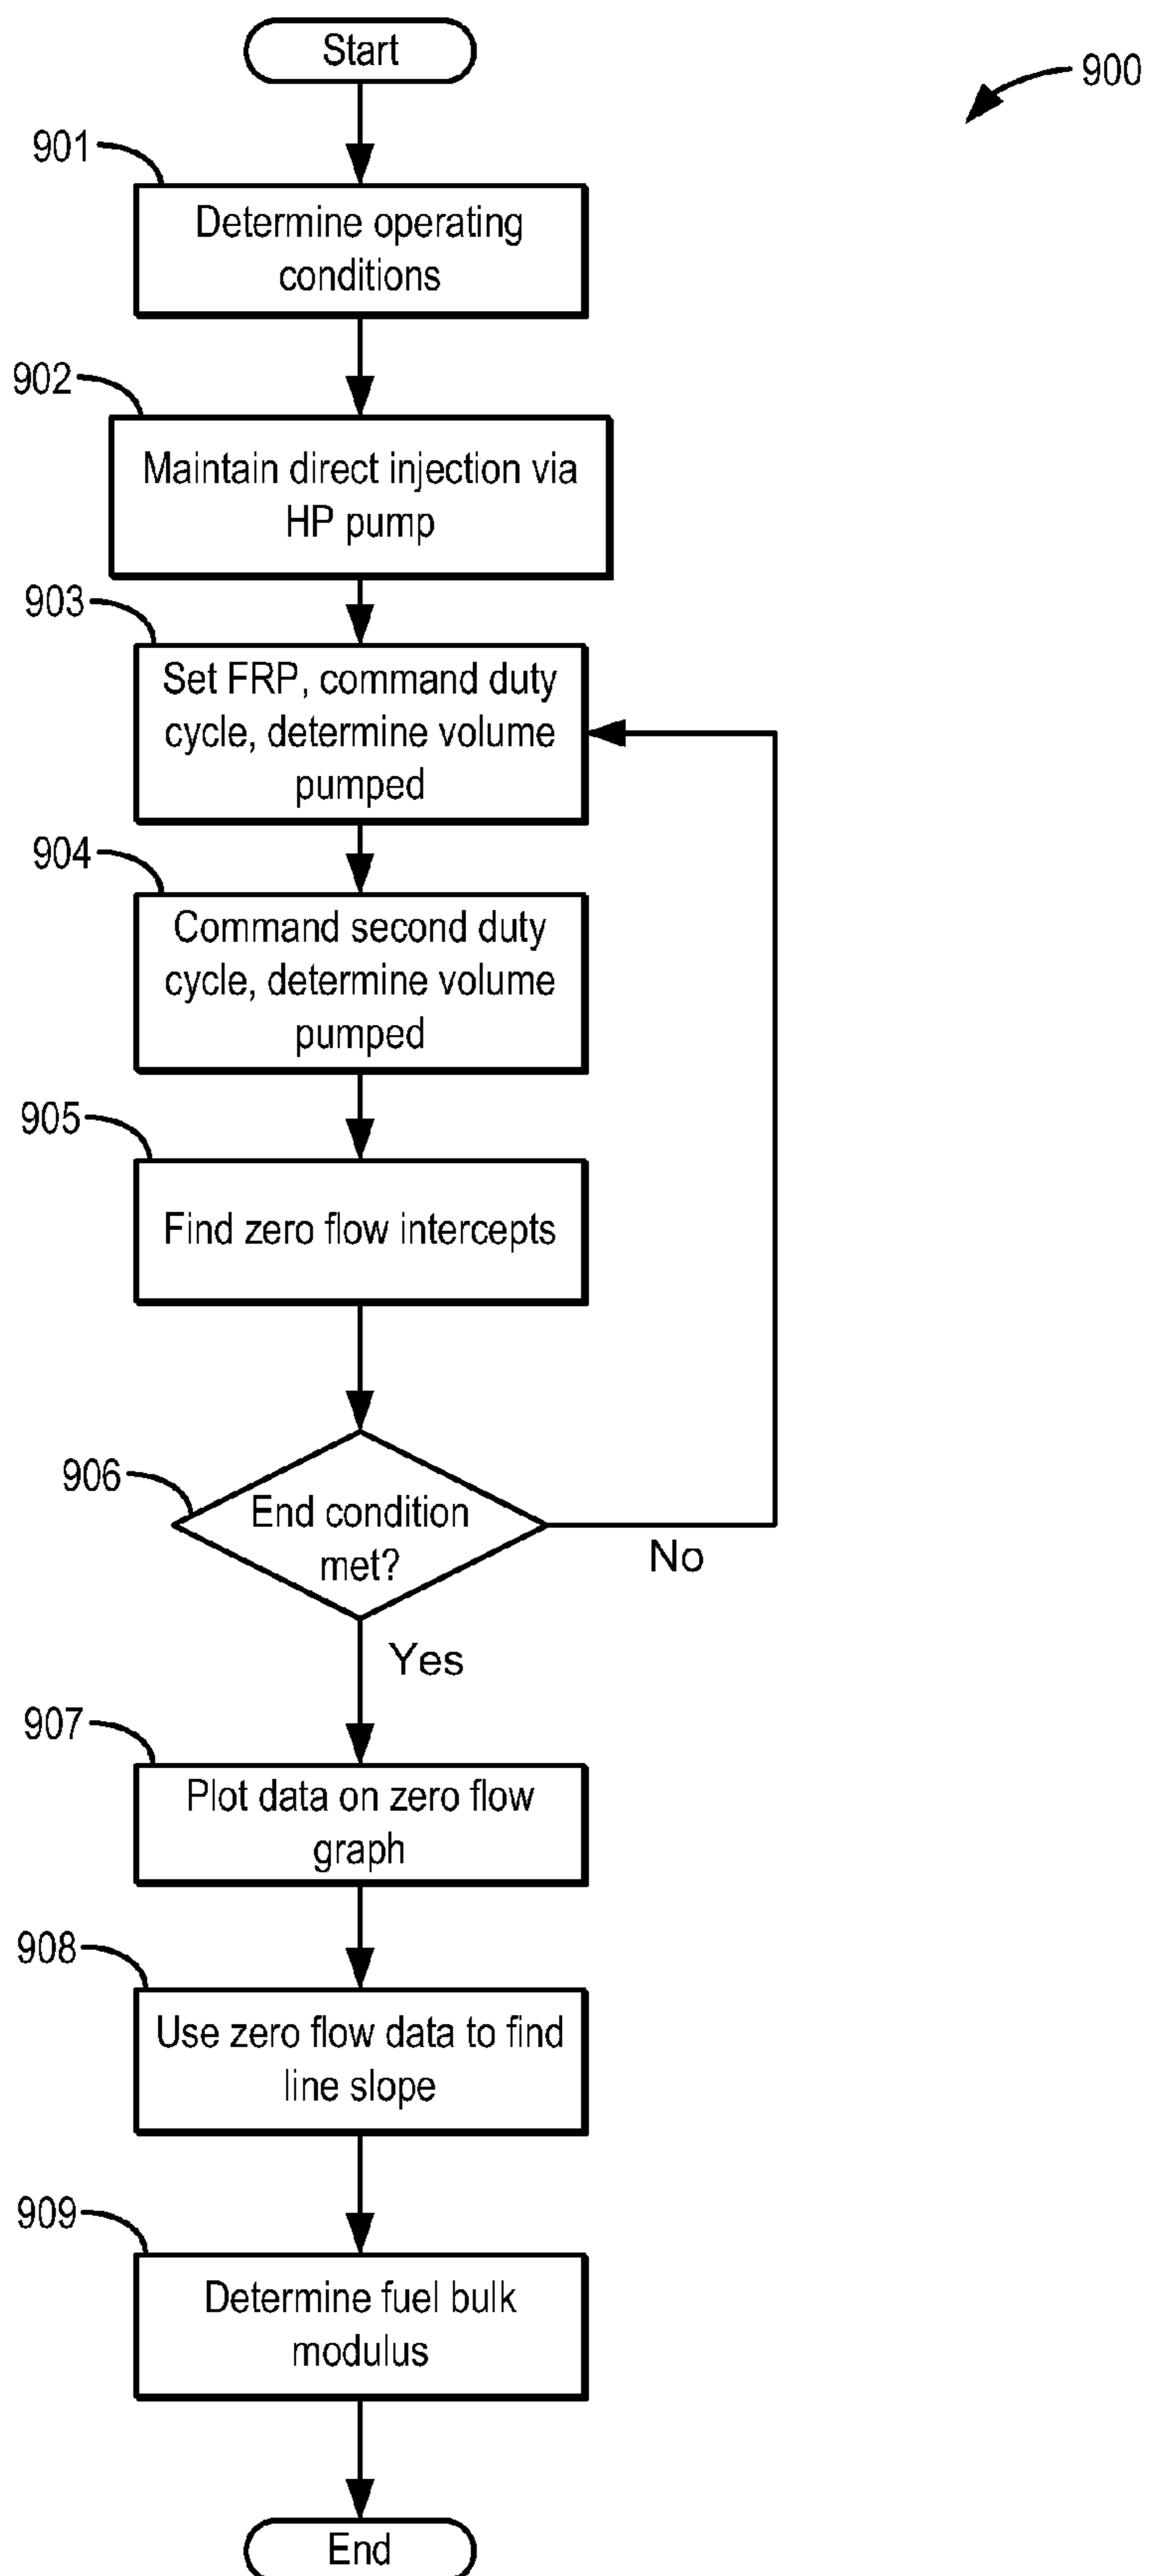 Start
900
901
Determine operating
conditions
902
Maintain direct injection via
HP pump
903
Set FRP, command duty
cycle, determine volume
pumped
904
Command second duty
cycle, determine volume
pumped
905
Find zero flow intercepts
906
End condition
met?
No
Yes
907
Plot data on zero flow
graph
908
Use zero flow data to find
line slope
909
Determine fuel bulk
modulus
End